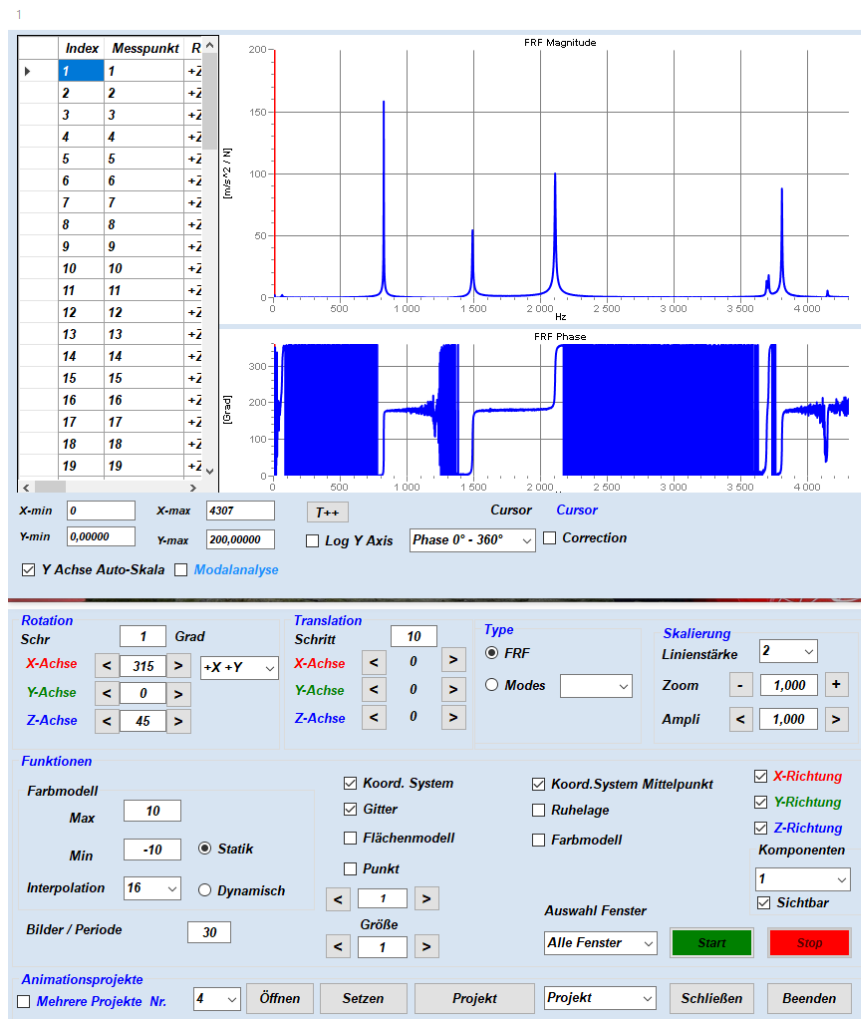 1
Index Messpunkt R
1 1 +Z
2 2 +Z
3 3 +Z
4 4 +Z
5 5 +Z
6 6 +Z
7 7 +Z
8 8 +Z
9 9 +Z
10 10 +Z
11 11 +Z
12 12 +Z
13 13 +Z
14 14 +Z
15 15 +Z
16 16 +Z
17 17 +Z
18 18 +Z
19 19 +Z
FRF Magnitude
200
150
100
50
0
[m/s^2 / N]
0 500 1 000 1 500 2 000 2 500 3 000 3 500 4 000
Hz
FRF Phase
300
200
100
0
[Grad]
0 500 1 000 1 500 2 000 2 500 3 000 3 500 4 000
X-min 0 X-max 4307 T++ Cursor Cursor
Y-min 0,00000 Y-max 200,00000 Log Y Axis Phase 0° - 360° Correction
Y Achse Auto-Skala Modalanalyse
Rotation
Schr 1 Grad
X-Achse < 315 > +X +Y
Y-Achse < 0 >
Z-Achse < 45 >
Translation
Schritt 10
X-Achse < 0 >
Y-Achse < 0 >
Z-Achse < 0 >
Type
FRF
Modes
Skalierung
Linienstärke 2
Zoom - 1,000 +
Ampli < 1,000 >
Funktionen
Farbmodell
Max 10
Min -10 Statik
Interpolation 16 Dynamisch
Bilder / Periode 30
Koord. System
Gitter
Flächenmodell
Punkt
< 1 >
Größe
< 1 >
Koord.System Mittelpunkt
Ruhelage
Farbmodell
X-Richtung
Y-Richtung
Z-Richtung
Komponenten
1
Sichtbar
Auswahl Fenster
Alle Fenster Start Stop
Animationsprojekte
Mehrere Projekte Nr. 4 Öffnen Setzen Projekt Projekt Schließen Beenden